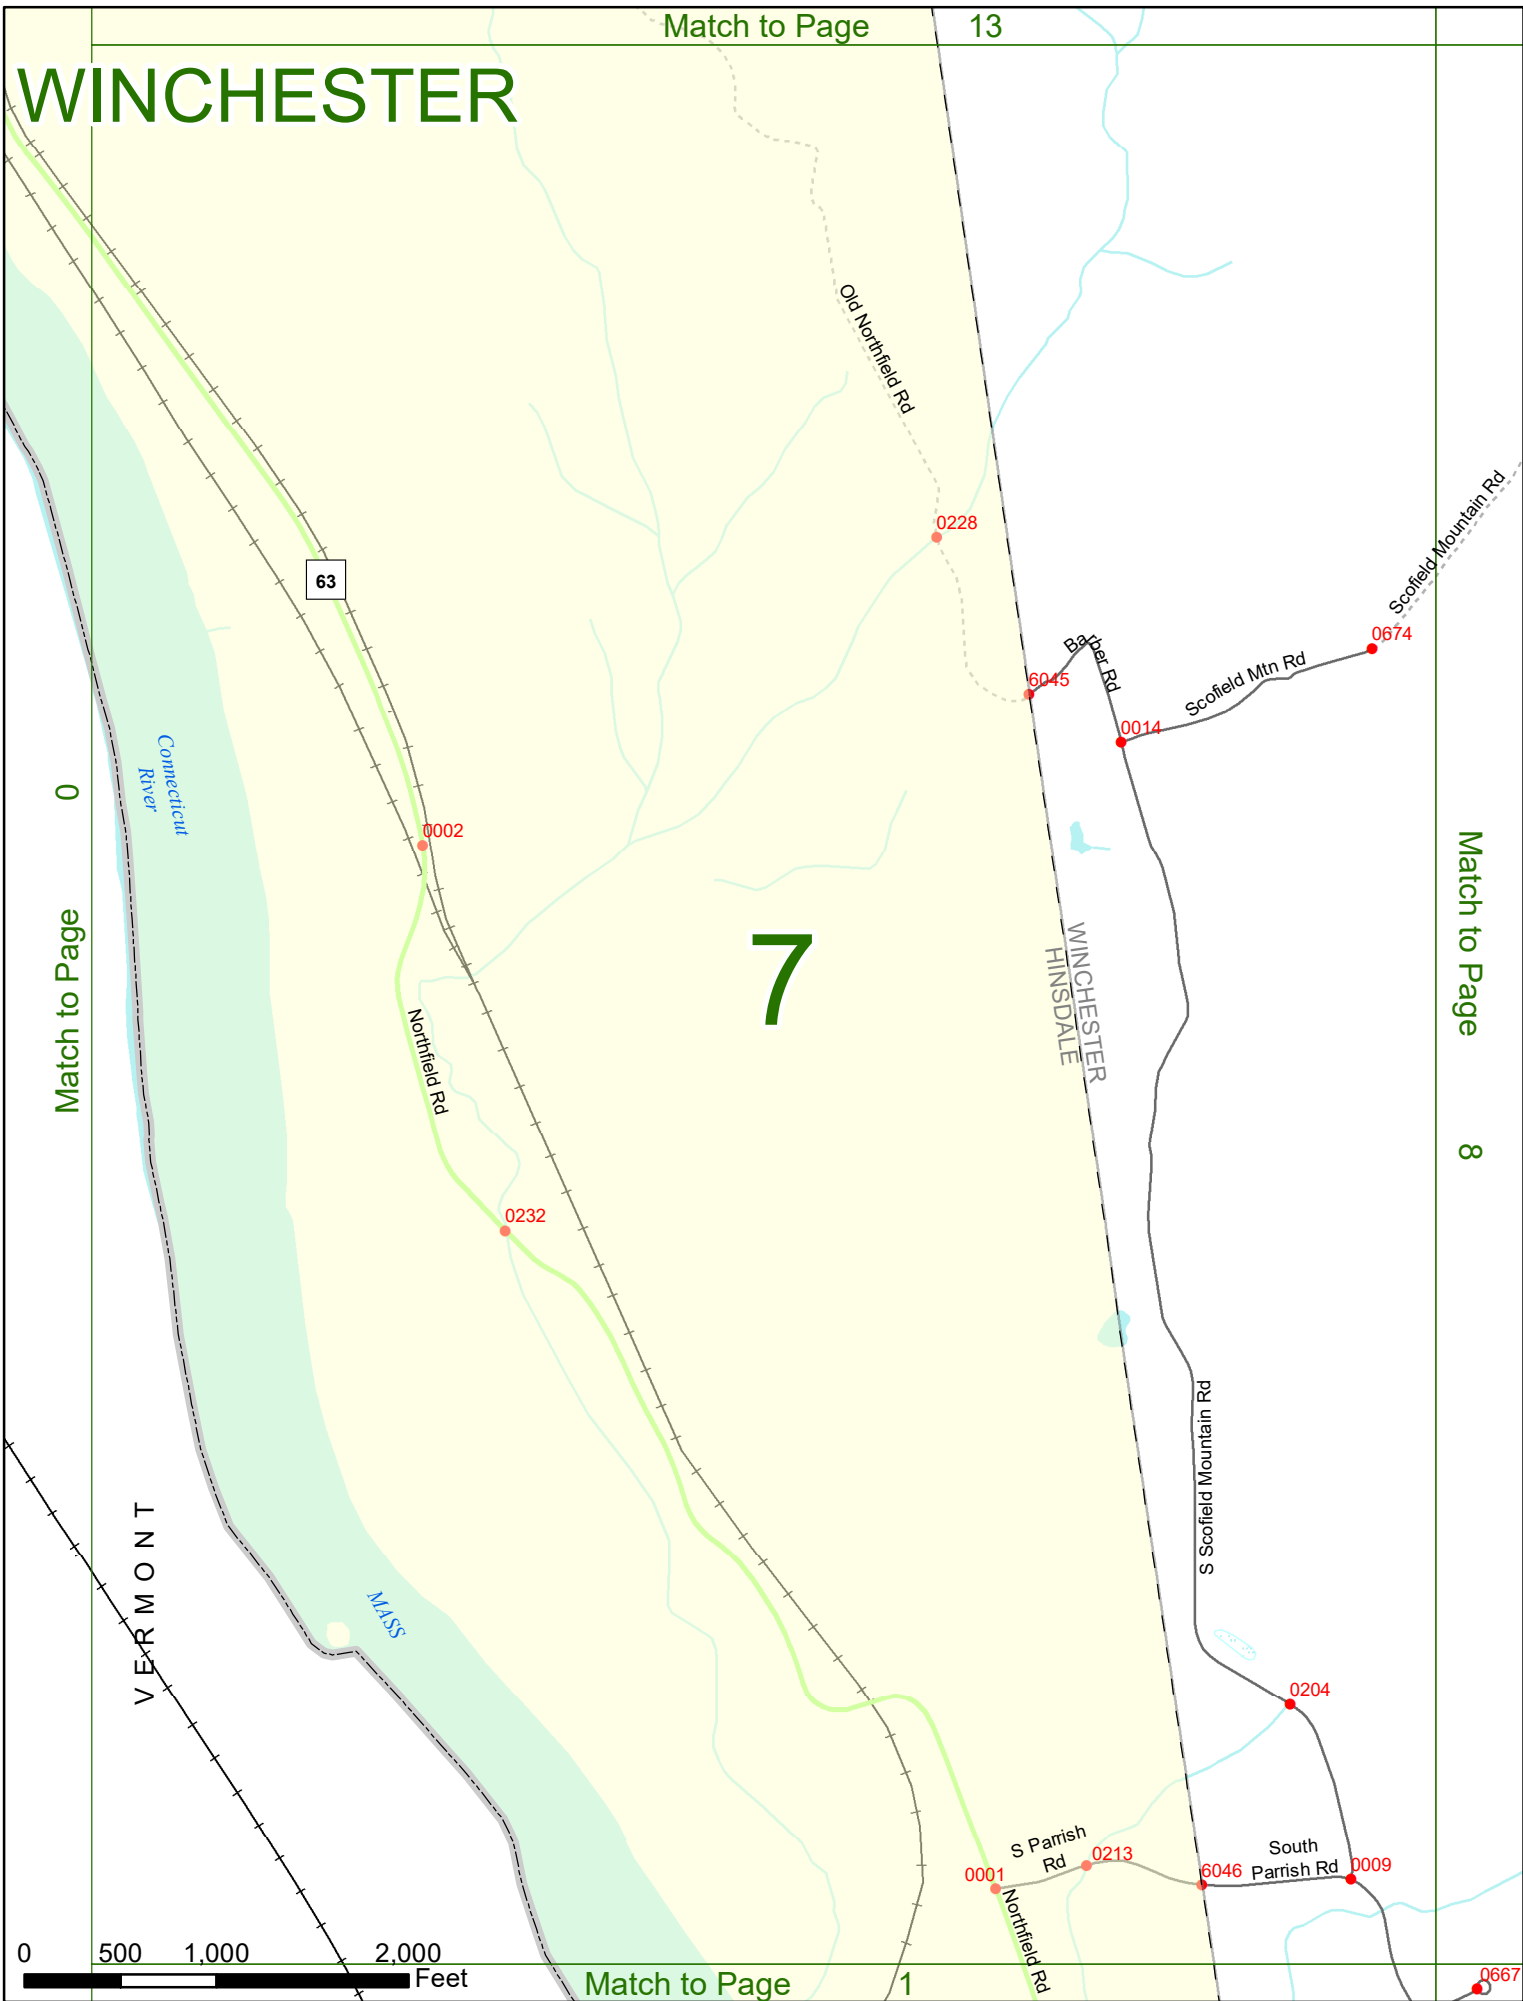 Match to Page 13
WINCHESTER
Old Northfield Rd
0228
Scofield Mountain Rd
63
0674
Barber Rd
6045
Scofield Mtn Rd
0014
Connecticut
River
0002
Match to Page 0
Match to Page 8
7
WINCHESTER
HINSDALE
Northfield Rd
0232
S Scofield Mountain Rd
VERMONT
MASS
0204
S Parrish
Rd
0213
0001
6046
South
Parrish Rd
0009
Northfield Rd
0 500 1,000 2,000
Feet
Match to Page 1
0667